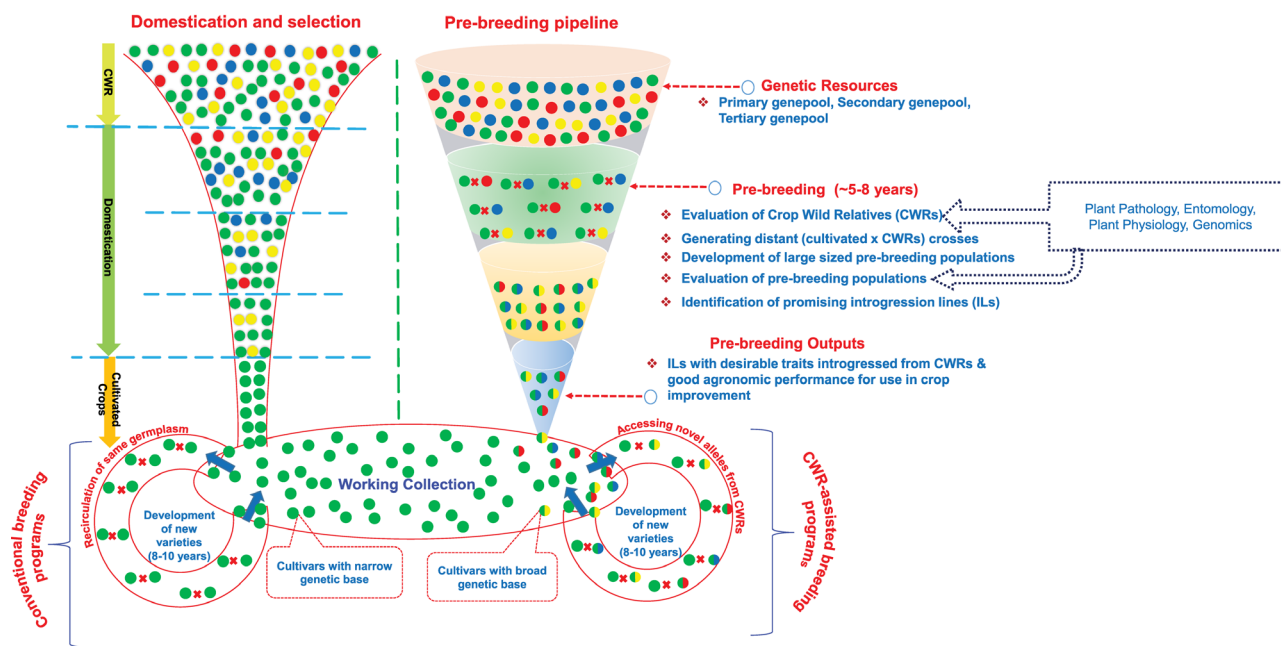 Domestication and selection
CWR
Domestication
Cultivated
Crops
Pre-breeding pipeline
Genetic Resources
Primary genepool, Secondary genepool,
Tertiary genepool
Pre-breeding (~5-8 years)
Evaluation of Crop Wild Relatives (CWRs)
Generating distant (cultivated x CWRs) crosses
Development of large sized pre-breeding populations
Evaluation of pre-breeding populations
Identification of promising introgression lines (ILs)
Plant Pathology, Entomology,
Plant Physiology, Genomics
Pre-breeding Outputs
ILs with desirable traits introgressed from CWRs &
good agronomic performance for use in crop
improvement
Conventional breeding
programs
Recirculation of same germplasm
Development
of new
varieties
(8-10 years)
Working Collection
Cultivars with narrow
genetic base
Cultivars with broad
genetic base
Accessing novel alleles from CWRs
Development
of new
varieties
(8-10 years)
CWR-assisted breeding
programs